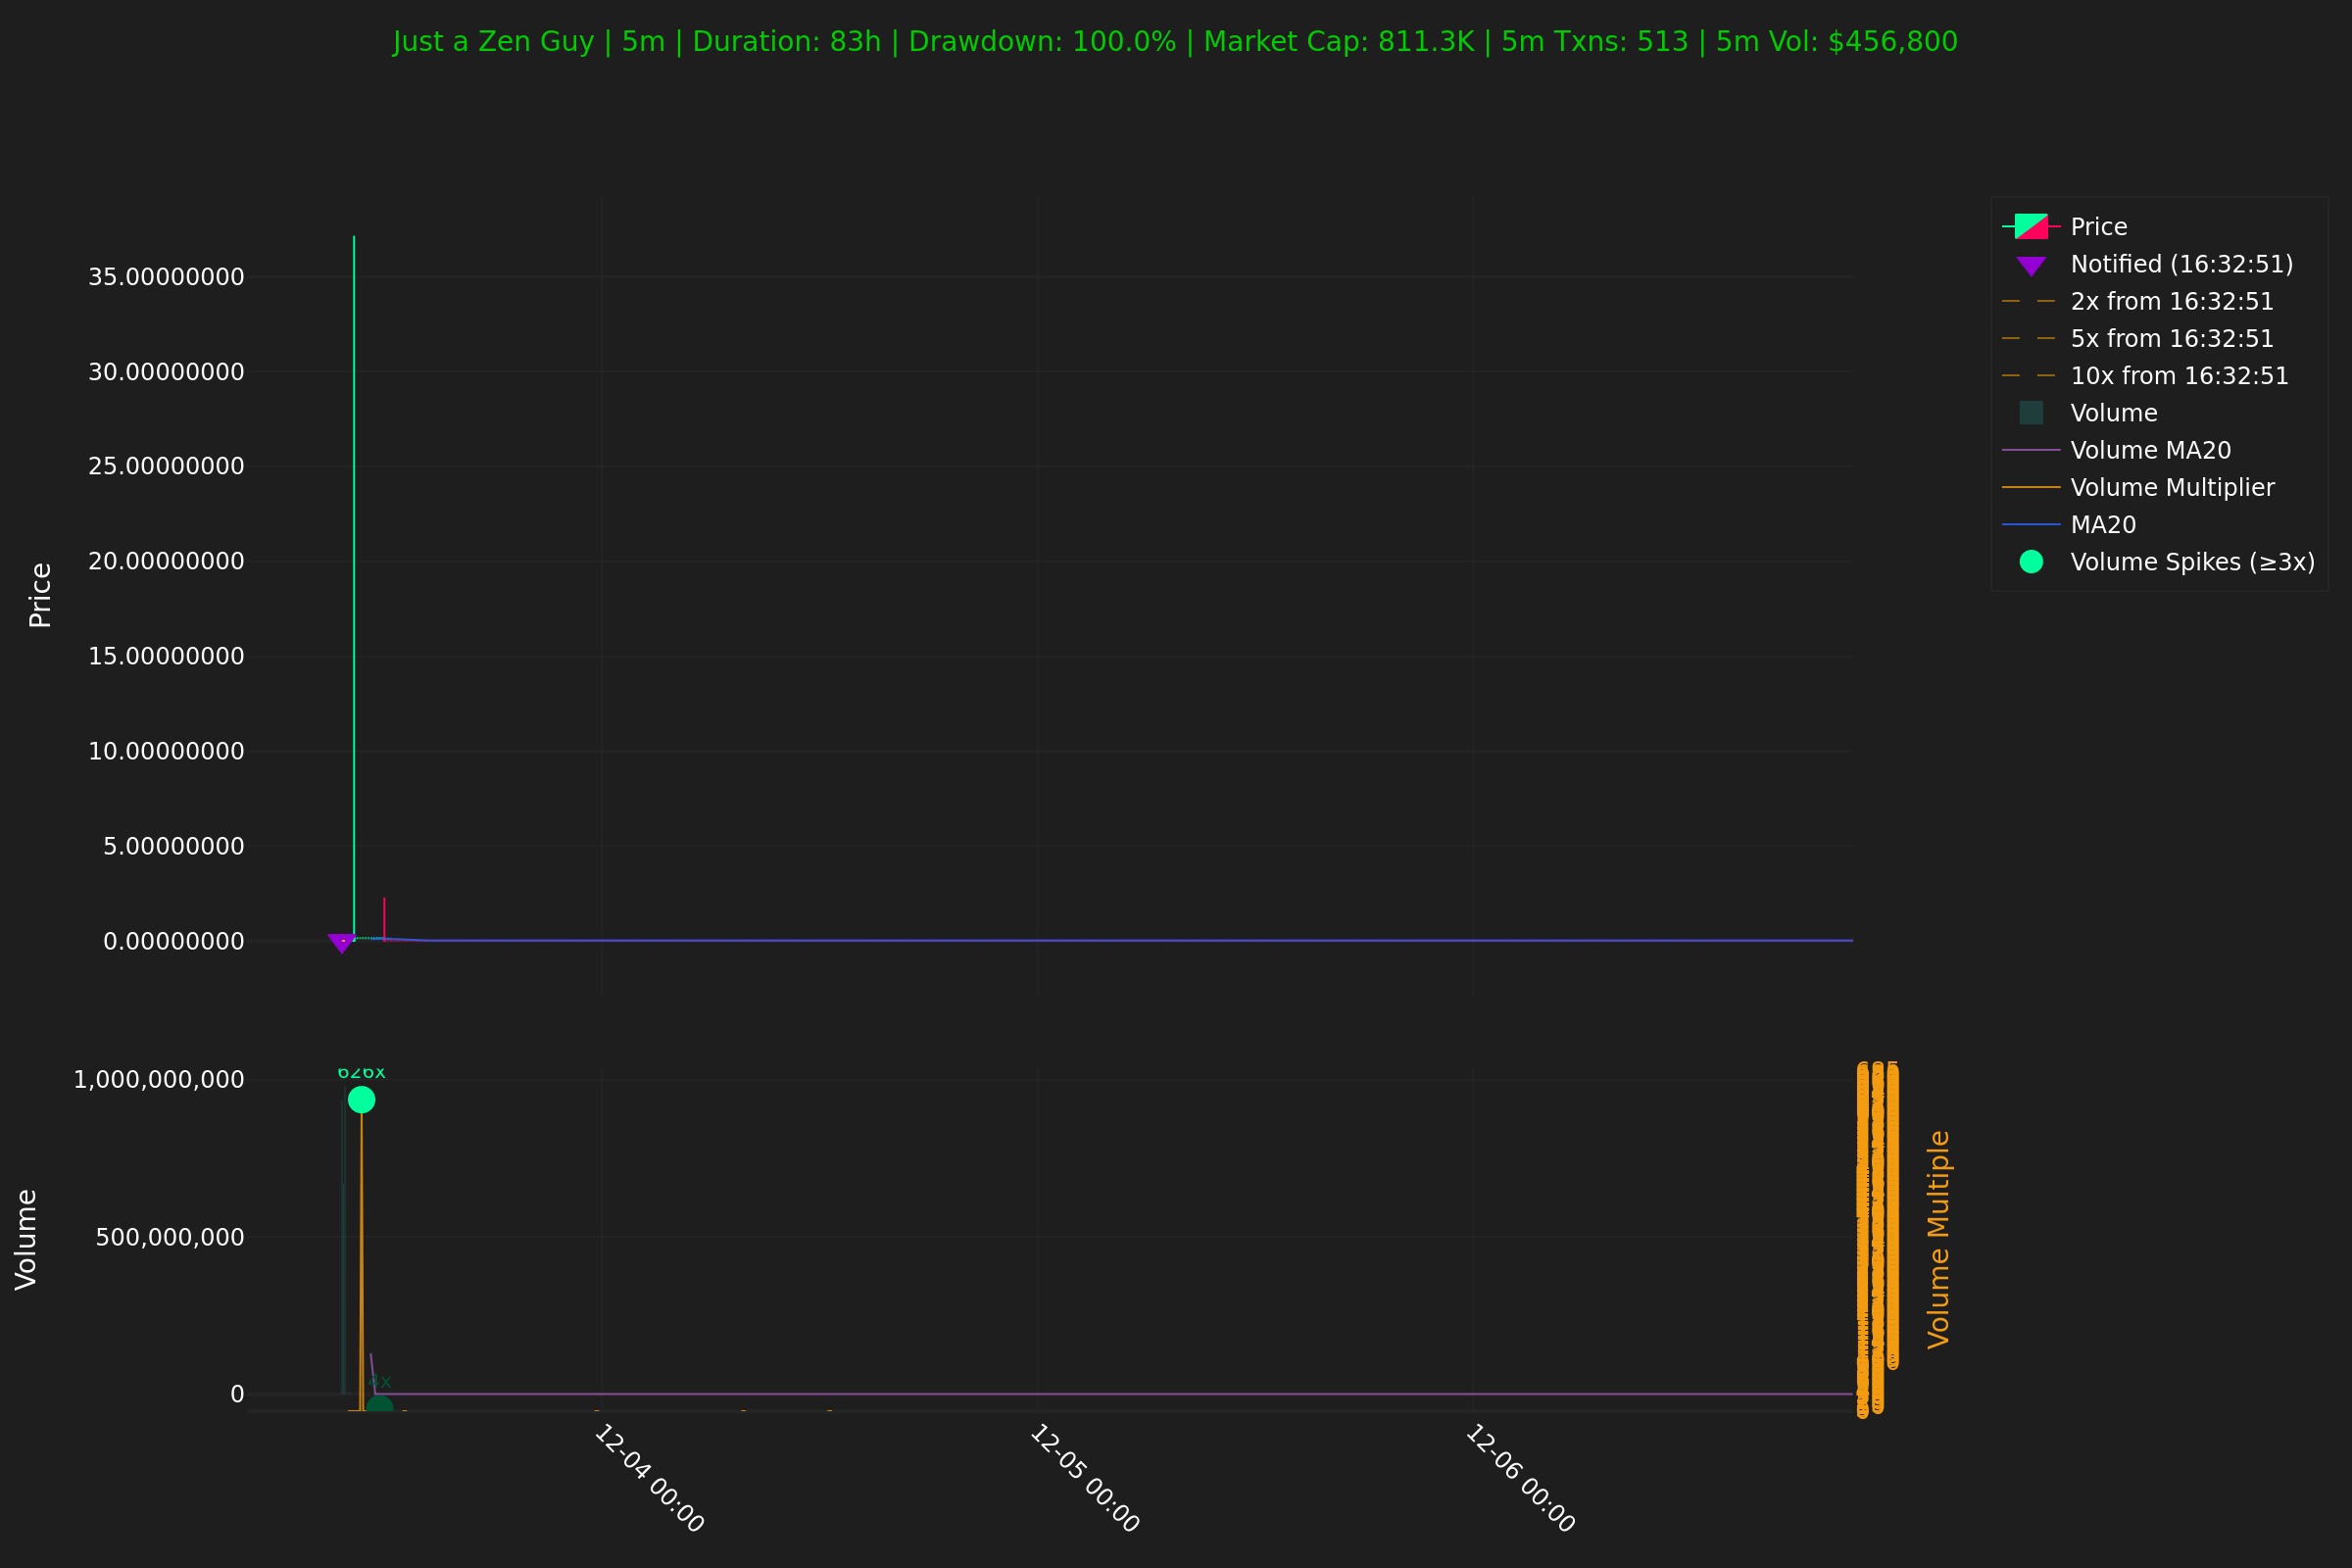 Just a Zen Guy | 5m | Duration: 83h | Drawdown: 100.0% | Market Cap: 811.3K | 5m Txns: 513 | 5m Vol: $456,800
Price
35.00000000
30.00000000
25.00000000
20.00000000
15.00000000
10.00000000
5.00000000
0.00000000
Price
Notified (16:32:51)
2x from 16:32:51
5x from 16:32:51
10x from 16:32:51
Volume
Volume MA20
Volume Multiplier
MA20
Volume Spikes (≥3x)
Volume
1,000,000,000
500,000,000
0
626x
4x
Volume Multiple
12-04 00:00
12-05 00:00
12-06 00:00